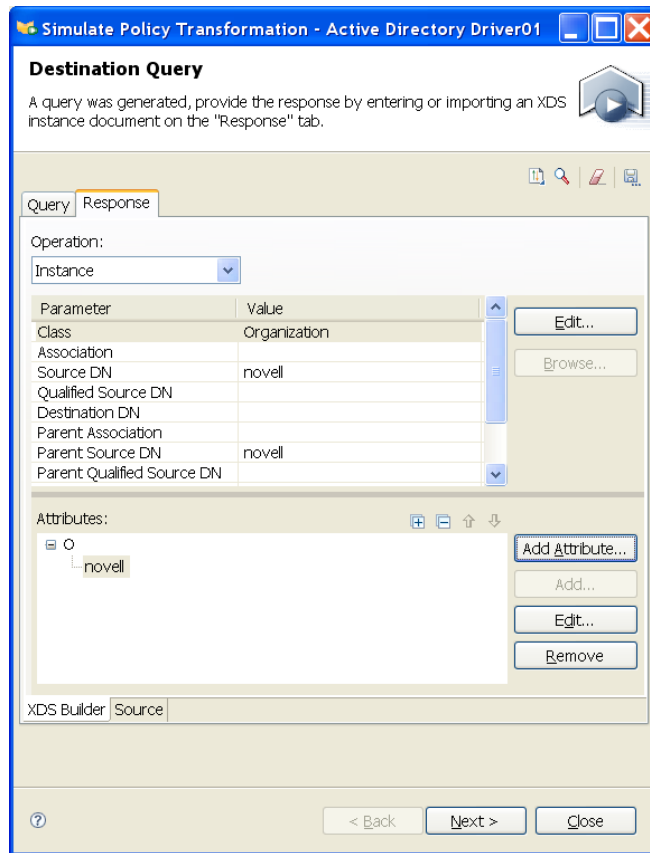 Simulate Policy Transformation - Active Directory Driver01
Destination Query
A query was generated, provide the response by entering or importing an XDS
instance document on the "Response" tab.
Query Response
Operation:
Instance
Parameter Value
Class Organization
Association
Source DN novell
Qualified Source DN
Destination DN
Parent Association
Parent Source DN novell
Parent Qualified Source DN
Edit...
Browse...
Attributes:
O
novell
Add Attribute...
Add...
Edit...
Remove
XDS Builder Source
< Back Next > Close